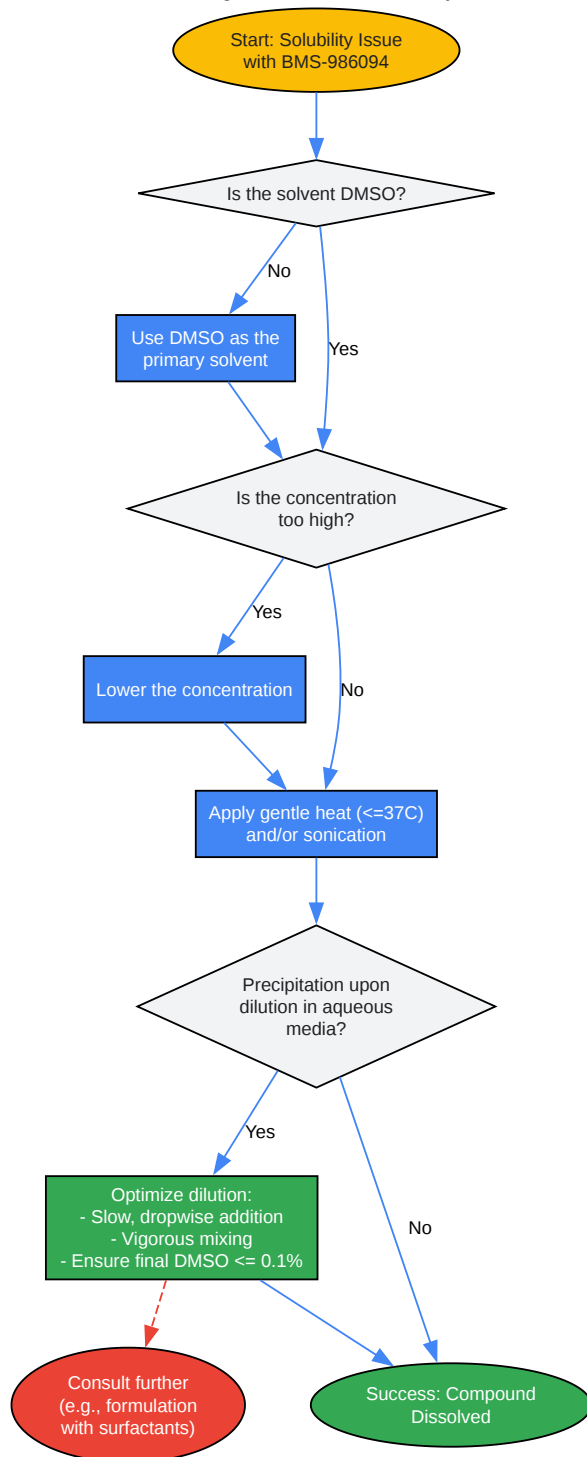 Start: Solubility Issue
with BMS-986094
Is the solvent DMSO?
No
Use DMSO as the
primary solvent
Yes
Is the concentration
too high?
Yes
Lower the concentration
No
Apply gentle heat (<=37C)
and/or sonication
Precipitation upon
dilution in aqueous
media?
Yes
Optimize dilution:
- Slow, dropwise addition
- Vigorous mixing
- Ensure final DMSO <= 0.1%
No
Consult further
(e.g., formulation
with surfactants)
Success: Compound
Dissolved